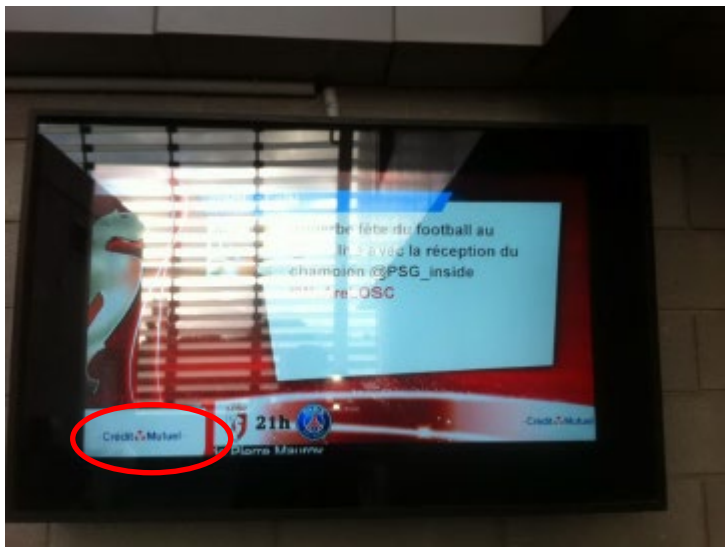 fête du football au
avec la réception du
champion @PSG_inside
LOSC
21h
Crédit Mutuel
Crédit Mutuel
Pierre Mauroy